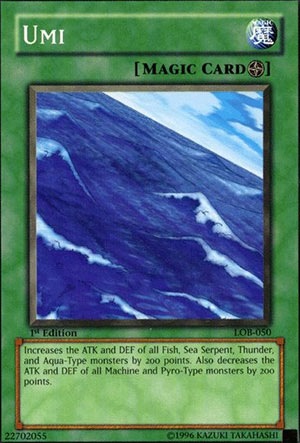 UMI
MAGIC
魔
[MAGIC CARD]
1st Edition
LOB-050
Increases the ATK and DEF of all Fish, Sea Serpent, Thunder,
and Aqua-Type monsters by 200 points. Also decreases the
ATK and DEF of all Machine and Pyro-Type monsters by 200
points.
22702055
©1996 KAZUKI TAKAHASHI